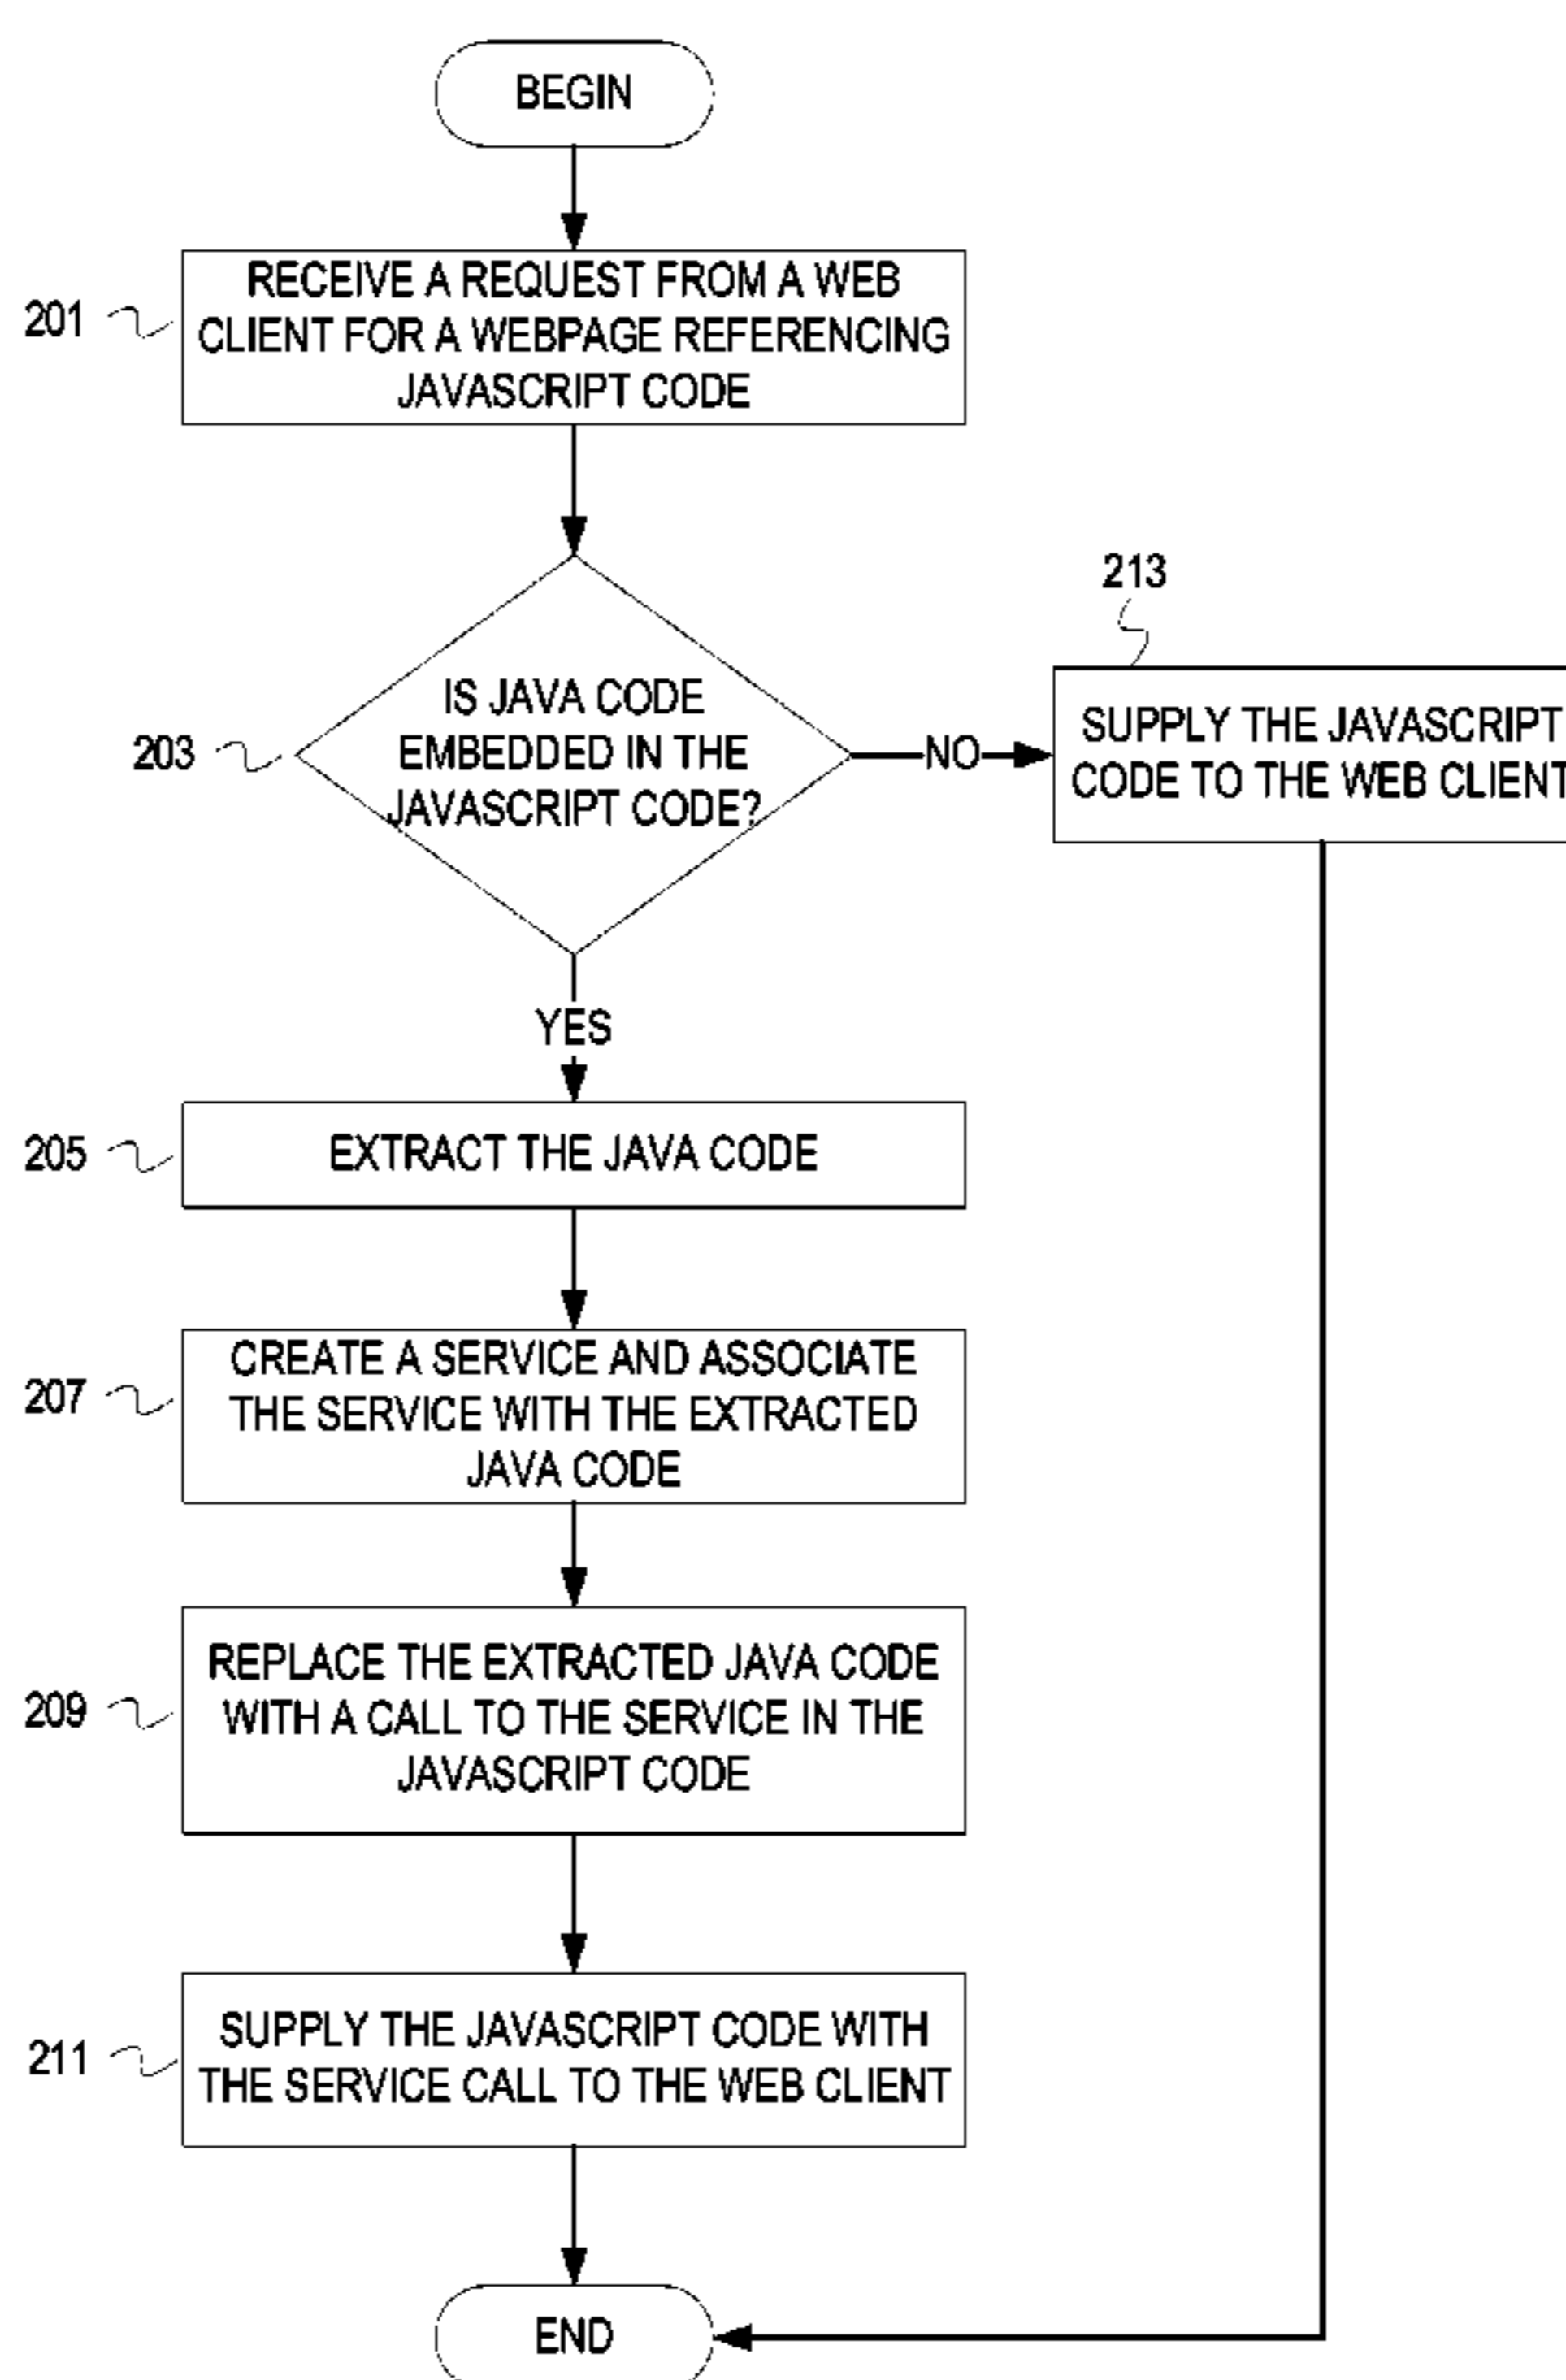 BEGIN
201
RECEIVE A REQUEST FROM A WEB
CLIENT FOR A WEBPAGE REFERENCING
JAVASCRIPT CODE
203
IS JAVA CODE
EMBEDDED IN THE
JAVASCRIPT CODE?
NO
213
SUPPLY THE JAVASCRIPT
CODE TO THE WEB CLIENT
YES
205
EXTRACT THE JAVA CODE
207
CREATE A SERVICE AND ASSOCIATE
THE SERVICE WITH THE EXTRACTED
JAVA CODE
209
REPLACE THE EXTRACTED JAVA CODE
WITH A CALL TO THE SERVICE IN THE
JAVASCRIPT CODE
211
SUPPLY THE JAVASCRIPT CODE WITH
THE SERVICE CALL TO THE WEB CLIENT
END